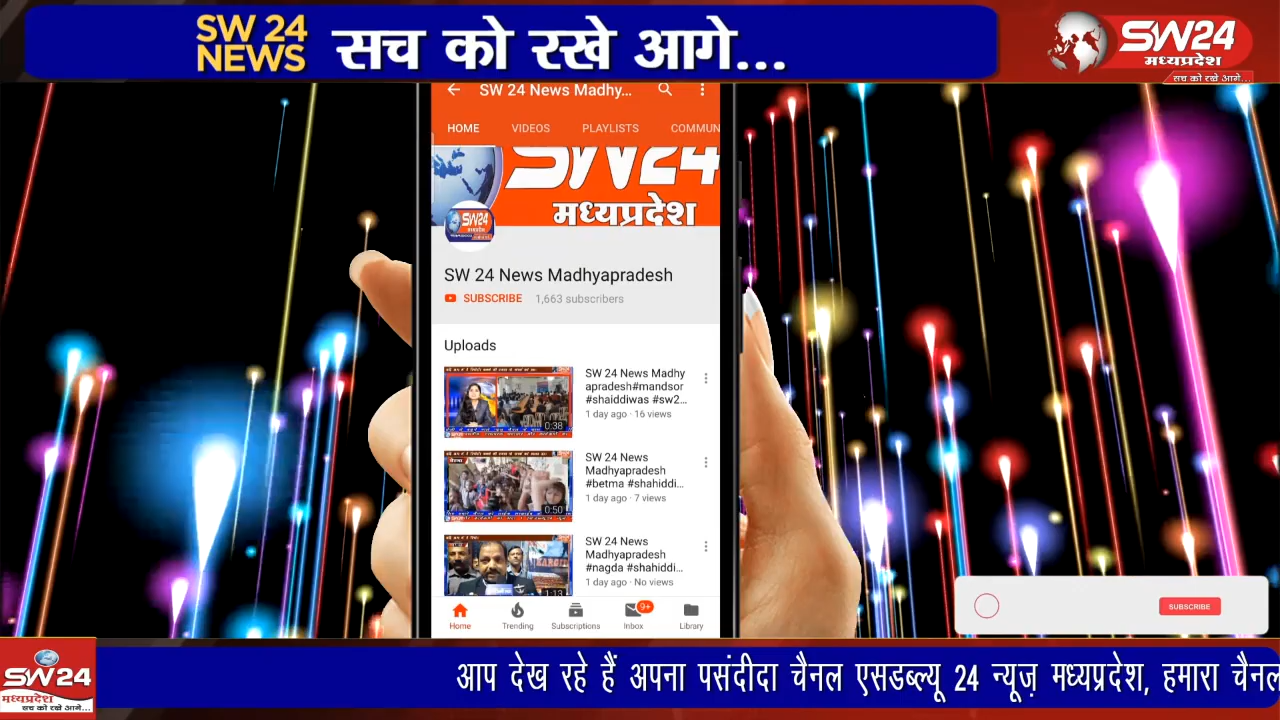 SW 24
NEWS
सच को रखे आगे...
SW24
मध्यप्रदेश
सच को रखे आगे...
SW 24 News Madhy...
HOME VIDEOS PLAYLISTS COMMUN
SW24
मध्यप्रदेश
SW24
SW 24 News Madhyapradesh
SUBSCRIBE 1,663 subscribers
Uploads
SW 24 News Madhy
apradesh#mandsor
#shaiddiwas #sw2...
1 day ago · 16 views
0:38
SW 24 News
Madhyapradesh
#betma #shahiddi...
1 day ago · 7 views
0:50
SW 24 News
Madhyapradesh
#nagda #shahiddi...
1 day ago · No views
1:13
9+
Home Trending Subscriptions Inbox Library
SUBSCRIBE
SW24
मध्यप्रदेश
सच को रखे आगे...
आप देख रहे हैं अपना पसंदीदा चैनल एसडब्ल्यू 24 न्यूज़ मध्यप्रदेश, हमारा चैनल